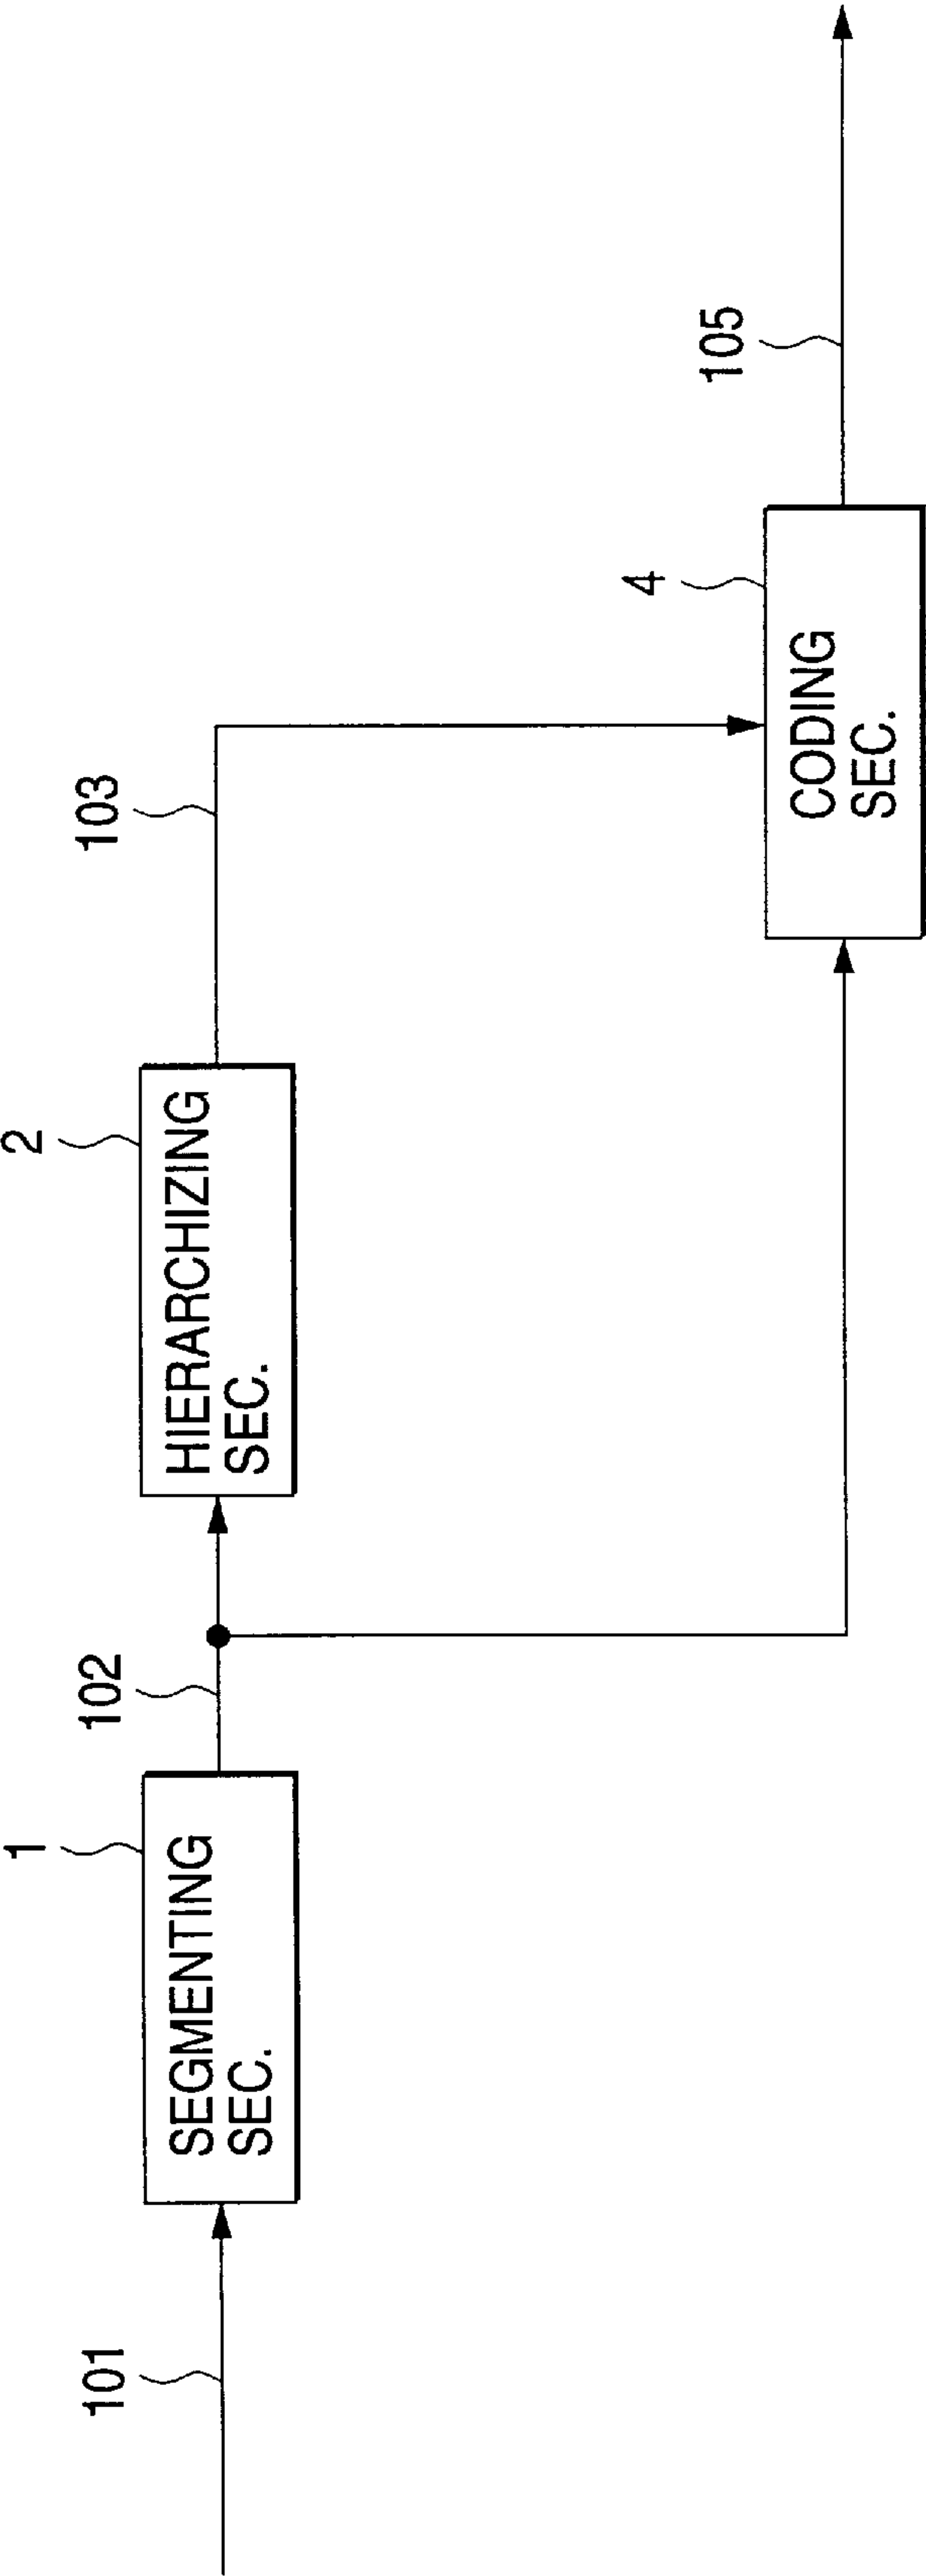 101
1
SEGMENTING
SEC.
102
2
HIERARCHIZING
SEC.
103
4
CODING
SEC.
105